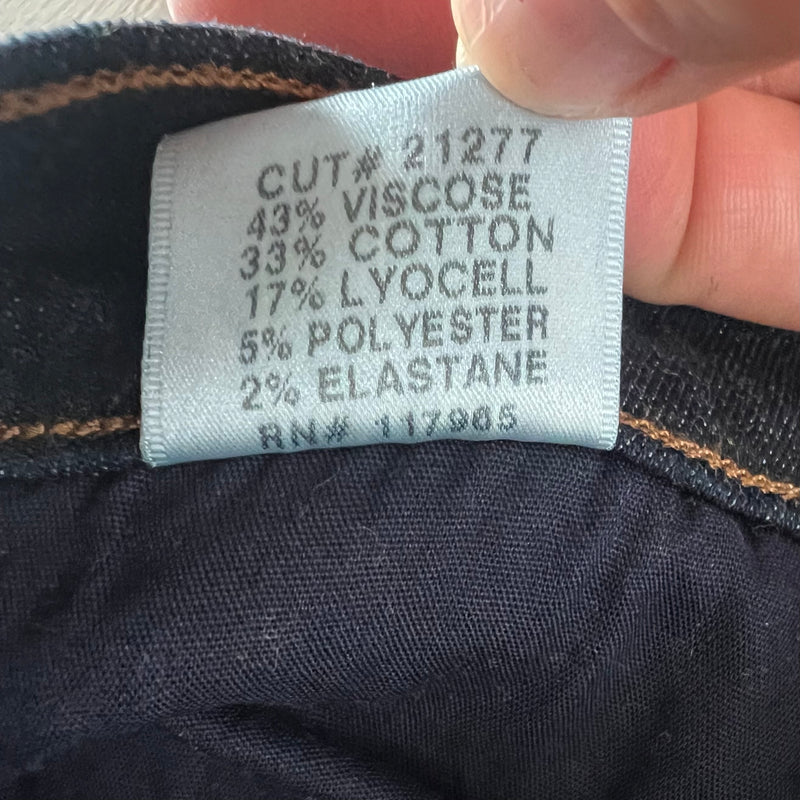 CUT# 21277
43% VISCOSE
33% COTTON
17% LYOCELL
5% POLYESTER
2% ELASTANE
RN# 117965